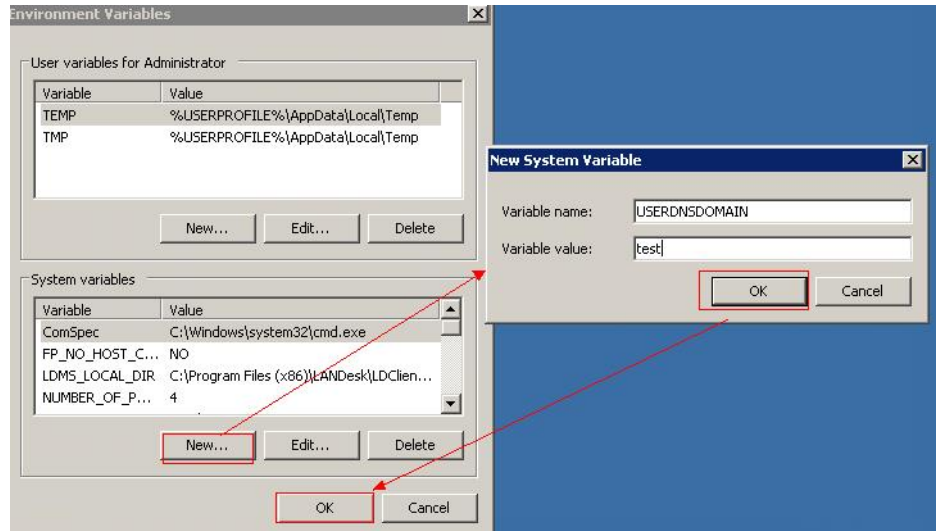 Environment Variables
User variables for Administrator
Variable Value
TEMP %USERPROFILE%\AppData\Local\Temp
TMP %USERPROFILE%\AppData\Local\Temp
New... Edit... Delete
System variables
Variable Value
ComSpec C:\Windows\system32\cmd.exe
FP_NO_HOST_C... NO
LDMS_LOCAL_DIR C:\Program Files (x86)\LANDesk\LDClien...
NUMBER_OF_P... 4
New... Edit... Delete
OK Cancel
New System Variable
Variable name: USERDNSDOMAIN
Variable value: test
OK Cancel